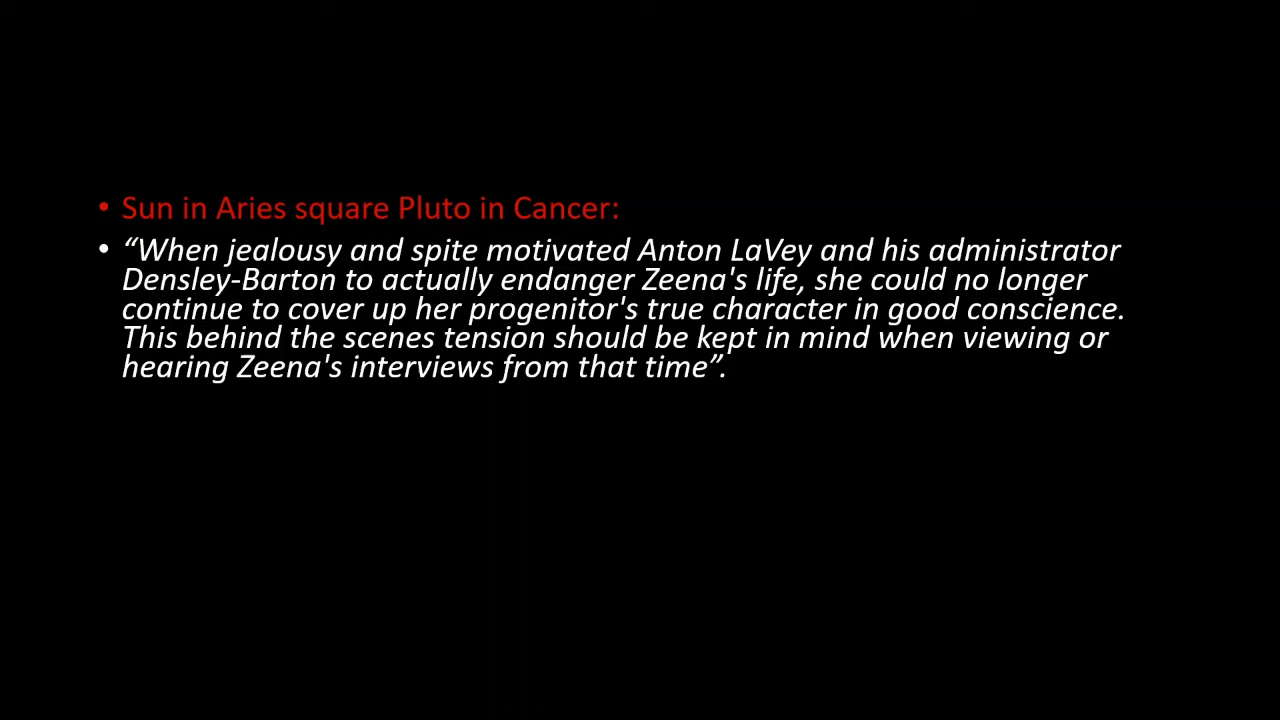 • Sun in Aries square Pluto in Cancer:
• “When jealousy and spite motivated Anton LaVey and his administrator
Densley-Barton to actually endanger Zeena's life, she could no longer
continue to cover up her progenitor's true character in good conscience.
This behind the scenes tension should be kept in mind when viewing or
hearing Zeena's interviews from that time”.